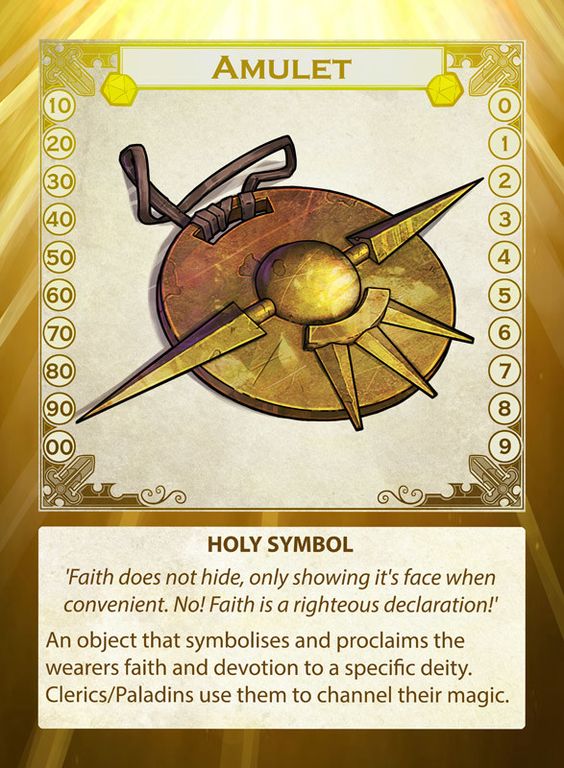 AMULET
10 0
20 1
30 2
40 3
50 4
60 5
70 6
80 7
90 8
00 9
HOLY SYMBOL
'Faith does not hide, only showing it's face when
convenient. No! Faith is a righteous declaration!'
An object that symbolises and proclaims the
wearers faith and devotion to a specific deity.
Clerics/Paladins use them to channel their magic.